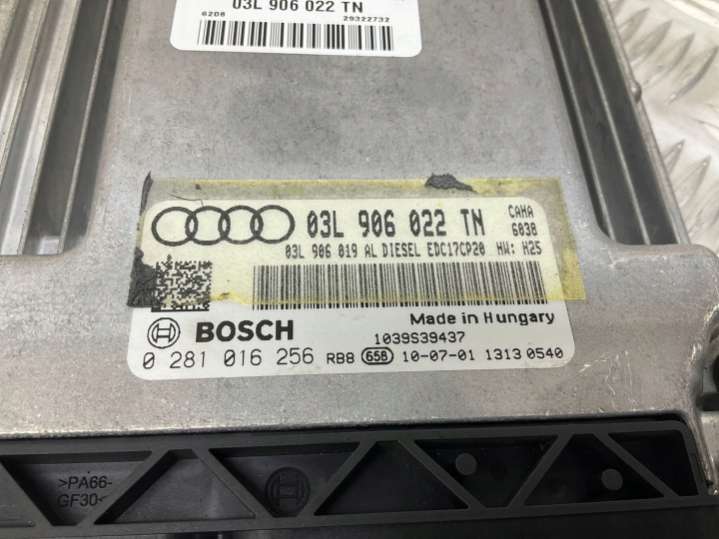 03L 906 022 TN
6208 29322732
03L 906 022 TN CAHA
6038
03L 906 019 AL DIESEL EDC17CP20 HW: H25
Made in Hungary
BOSCH 1039S39437
0 281 016 256 RB8 656 10-07-01 1313 0540
>PA66-
GF30<